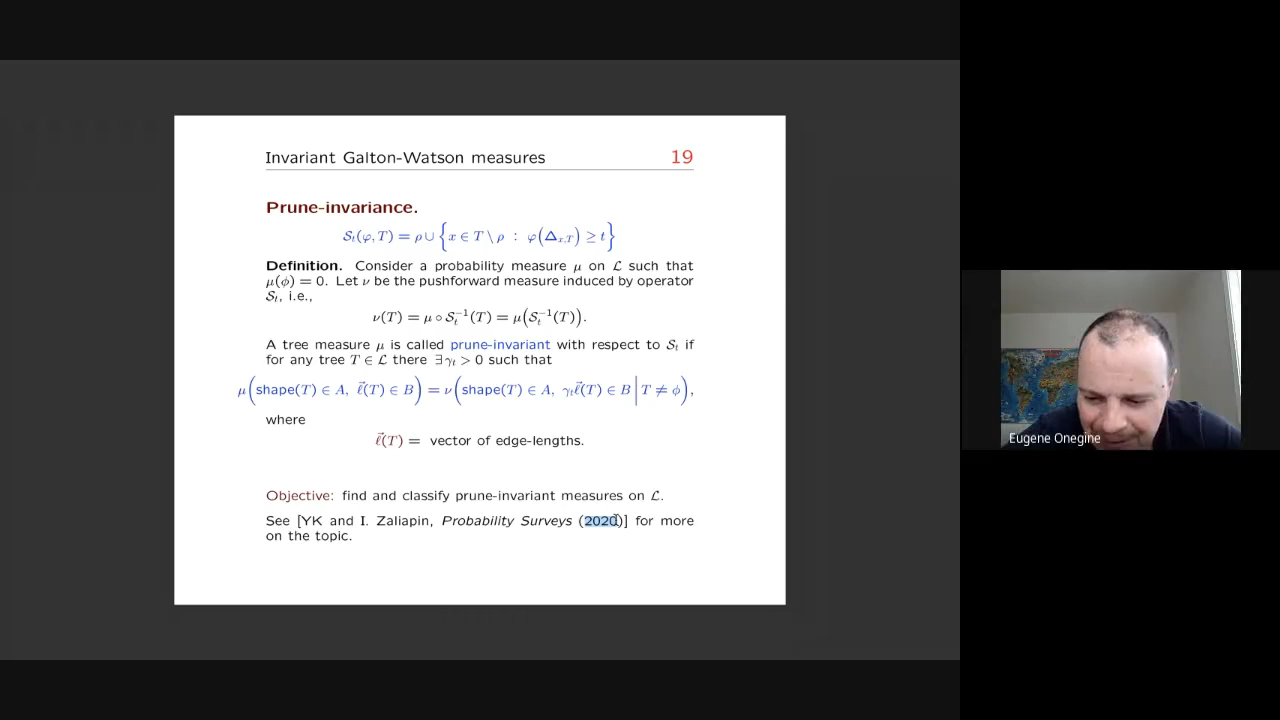 Invariant Galton-Watson measures 19
Prune-invariance.
𝒮ₜ(φ, T) = ρ ∪ {x ∈ T \ ρ : φ(Δₓ,T) ≥ t}
Definition. Consider a probability measure μ on ℒ such that
μ(ϕ) = 0. Let ν be the pushforward measure induced by operator
𝒮ₜ, i.e.,
ν(T) = μ ∘ 𝒮ₜ⁻¹(T) = μ(𝒮ₜ⁻¹(T)).
A tree measure μ is called prune-invariant with respect to 𝒮ₜ if
for any tree T ∈ ℒ there ∃ γₜ > 0 such that
μ(shape(T) ∈ A, ℓ⃗(T) ∈ B) = ν(shape(T) ∈ A, γₜℓ⃗(T) ∈ B | T ≠ ϕ),
where
ℓ⃗(T) = vector of edge-lengths.
Objective: find and classify prune-invariant measures on ℒ.
See [YK and I. Zaliapin, Probability Surveys (2020)] for more
on the topic.
Eugene Onegine